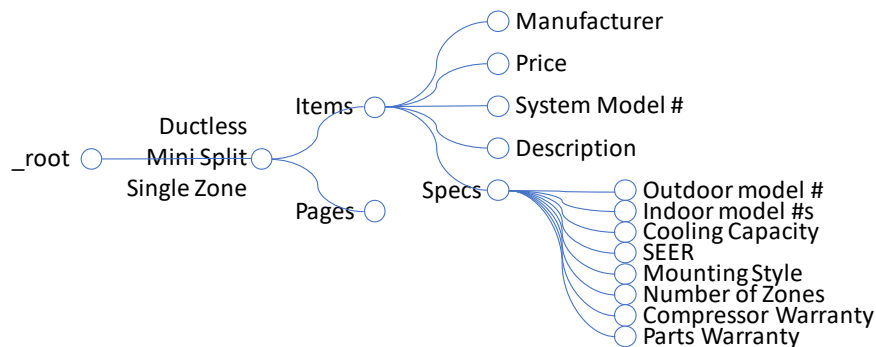 _root
Ductless
Mini Split
Single Zone
Items
Pages
Manufacturer
Price
System Model #
Description
Specs
Outdoor model #
Indoor model #s
Cooling Capacity
SEER
Mounting Style
Number of Zones
Compressor Warranty
Parts Warranty